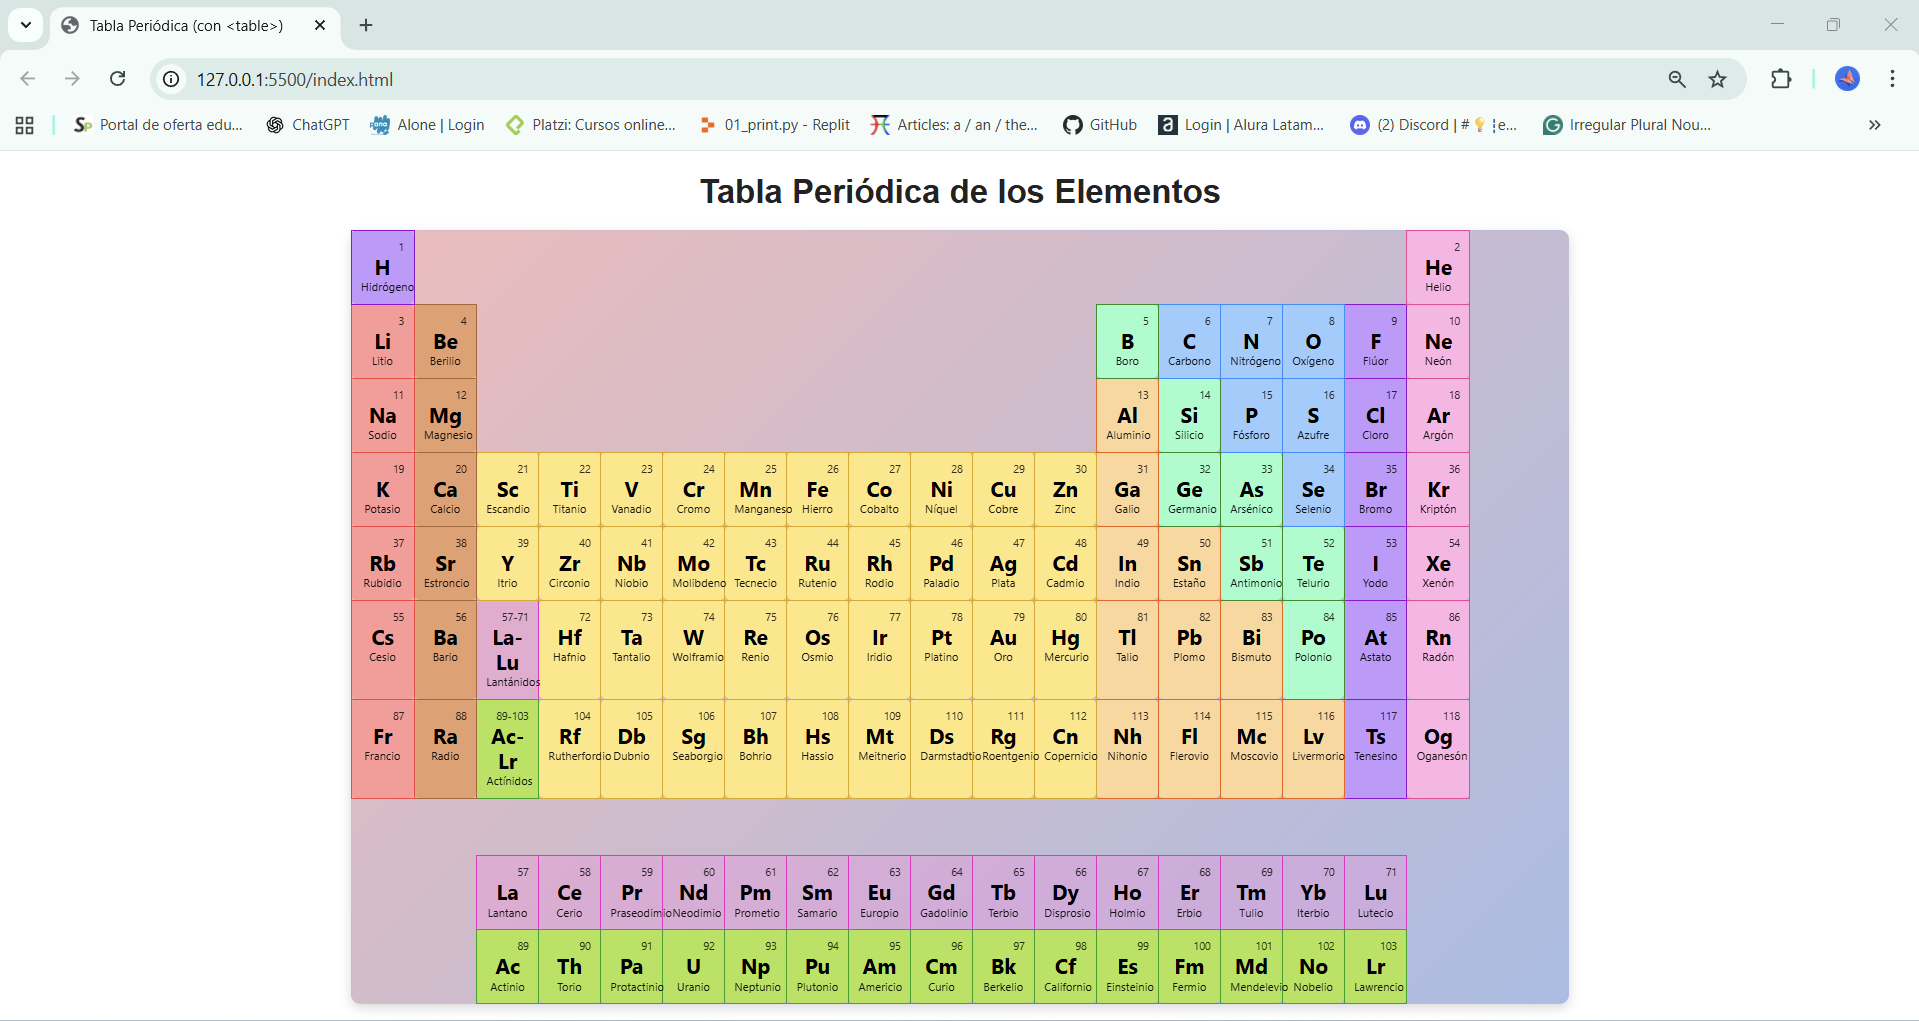 Tabla Periódica (con <table>)
127.0.0.1:5500/index.html
Portal de oferta edu... ChatGPT Alone | Login Platzi: Cursos online... 01_print.py - Replit Articles: a / an / the... GitHub Login | Alura Latam... (2) Discord | #💡¦e... Irregular Plural Nou...
Tabla Periódica de los Elementos
1 2
H He
Hidrógeno Helio
3 4 5 6 7 8 9 10
Li Be B C N O F Ne
Litio Berilio Boro Carbono Nitrógeno Oxígeno Flúor Neón
11 12 13 14 15 16 17 18
Na Mg Al Si P S Cl Ar
Sodio Magnesio Aluminio Silicio Fósforo Azufre Cloro Argón
19 20 21 22 23 24 25 26 27 28 29 30 31 32 33 34 35 36
K Ca Sc Ti V Cr Mn Fe Co Ni Cu Zn Ga Ge As Se Br Kr
Potasio Calcio Escandio Titanio Vanadio Cromo Manganeso Hierro Cobalto Níquel Cobre Zinc Galio Germanio Arsénico Selenio Bromo Kriptón
37 38 39 40 41 42 43 44 45 46 47 48 49 50 51 52 53 54
Rb Sr Y Zr Nb Mo Tc Ru Rh Pd Ag Cd In Sn Sb Te I Xe
Rubidio Estroncio Itrio Circonio Niobio Molibdeno Tecnecio Rutenio Rodio Paladio Plata Cadmio Indio Estaño Antimonio Telurio Yodo Xenón
55 56 57-71 72 73 74 75 76 77 78 79 80 81 82 83 84 85 86
Cs Ba La-Lu Hf Ta W Re Os Ir Pt Au Hg Tl Pb Bi Po At Rn
Cesio Bario Lantánidos Hafnio Tantalio Wolframio Renio Osmio Iridio Platino Oro Mercurio Talio Plomo Bismuto Polonio Astato Radón
87 88 89-103 104 105 106 107 108 109 110 111 112 113 114 115 116 117 118
Fr Ra Ac-Lr Rf Db Sg Bh Hs Mt Ds Rg Cn Nh Fl Mc Lv Ts Og
Francio Radio Actínidos Rutherfordio Dubnio Seaborgio Bohrio Hassio Meitnerio Darmstadtio Roentgenio Copernicio Nihonio Flerovio Moscovio Livermorio Tenesino Oganesón
57 58 59 60 61 62 63 64 65 66 67 68 69 70 71
La Ce Pr Nd Pm Sm Eu Gd Tb Dy Ho Er Tm Yb Lu
Lantano Cerio Praseodimio Neodimio Prometio Samario Europio Gadolinio Terbio Disprosio Holmio Erbio Tulio Iterbio Lutecio
89 90 91 92 93 94 95 96 97 98 99 100 101 102 103
Ac Th Pa U Np Pu Am Cm Bk Cf Es Fm Md No Lr
Actinio Torio Protactinio Uranio Neptunio Plutonio Americio Curio Berkelio Californio Einsteinio Fermio Mendelevio Nobelio Lawrencio